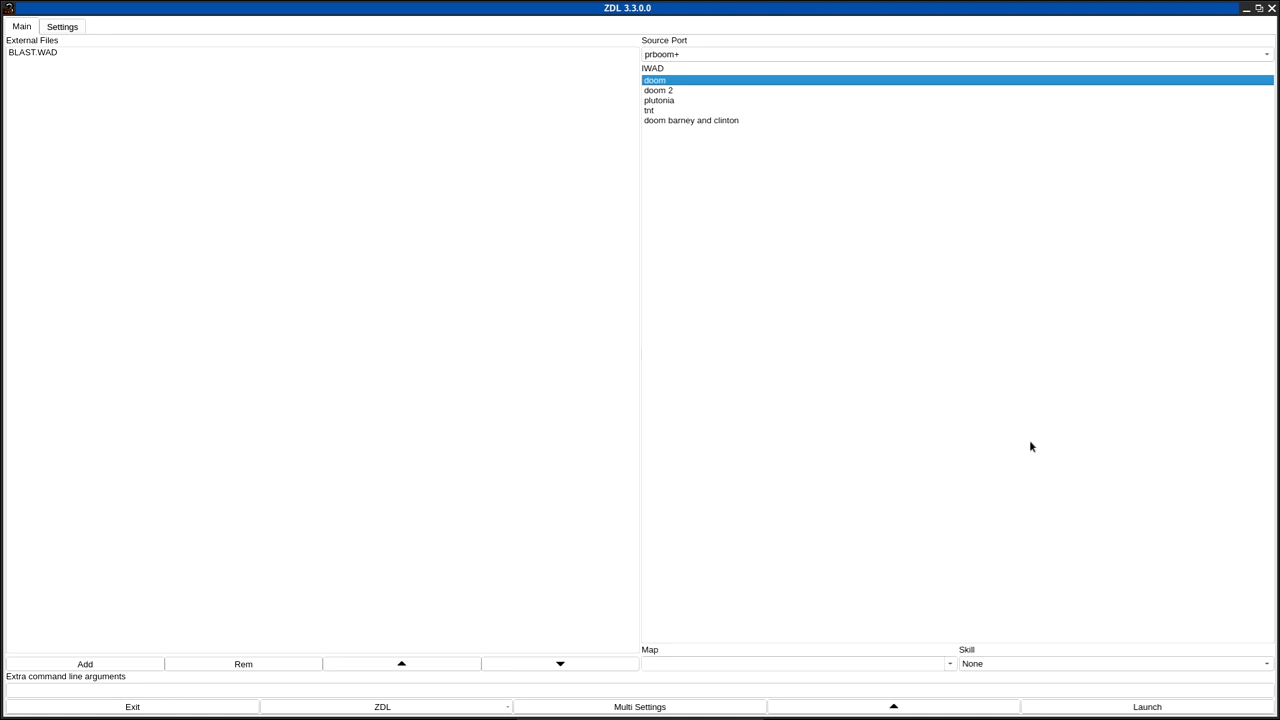 ZDL 3.3.0.0
Main
Settings
External Files
BLAST.WAD
Source Port
prboom+
IWAD
doom
doom 2
plutonia
tnt
doom barney and clinton
Map
Skill
None
Add
Rem
Extra command line arguments
Exit
ZDL
Multi Settings
Launch